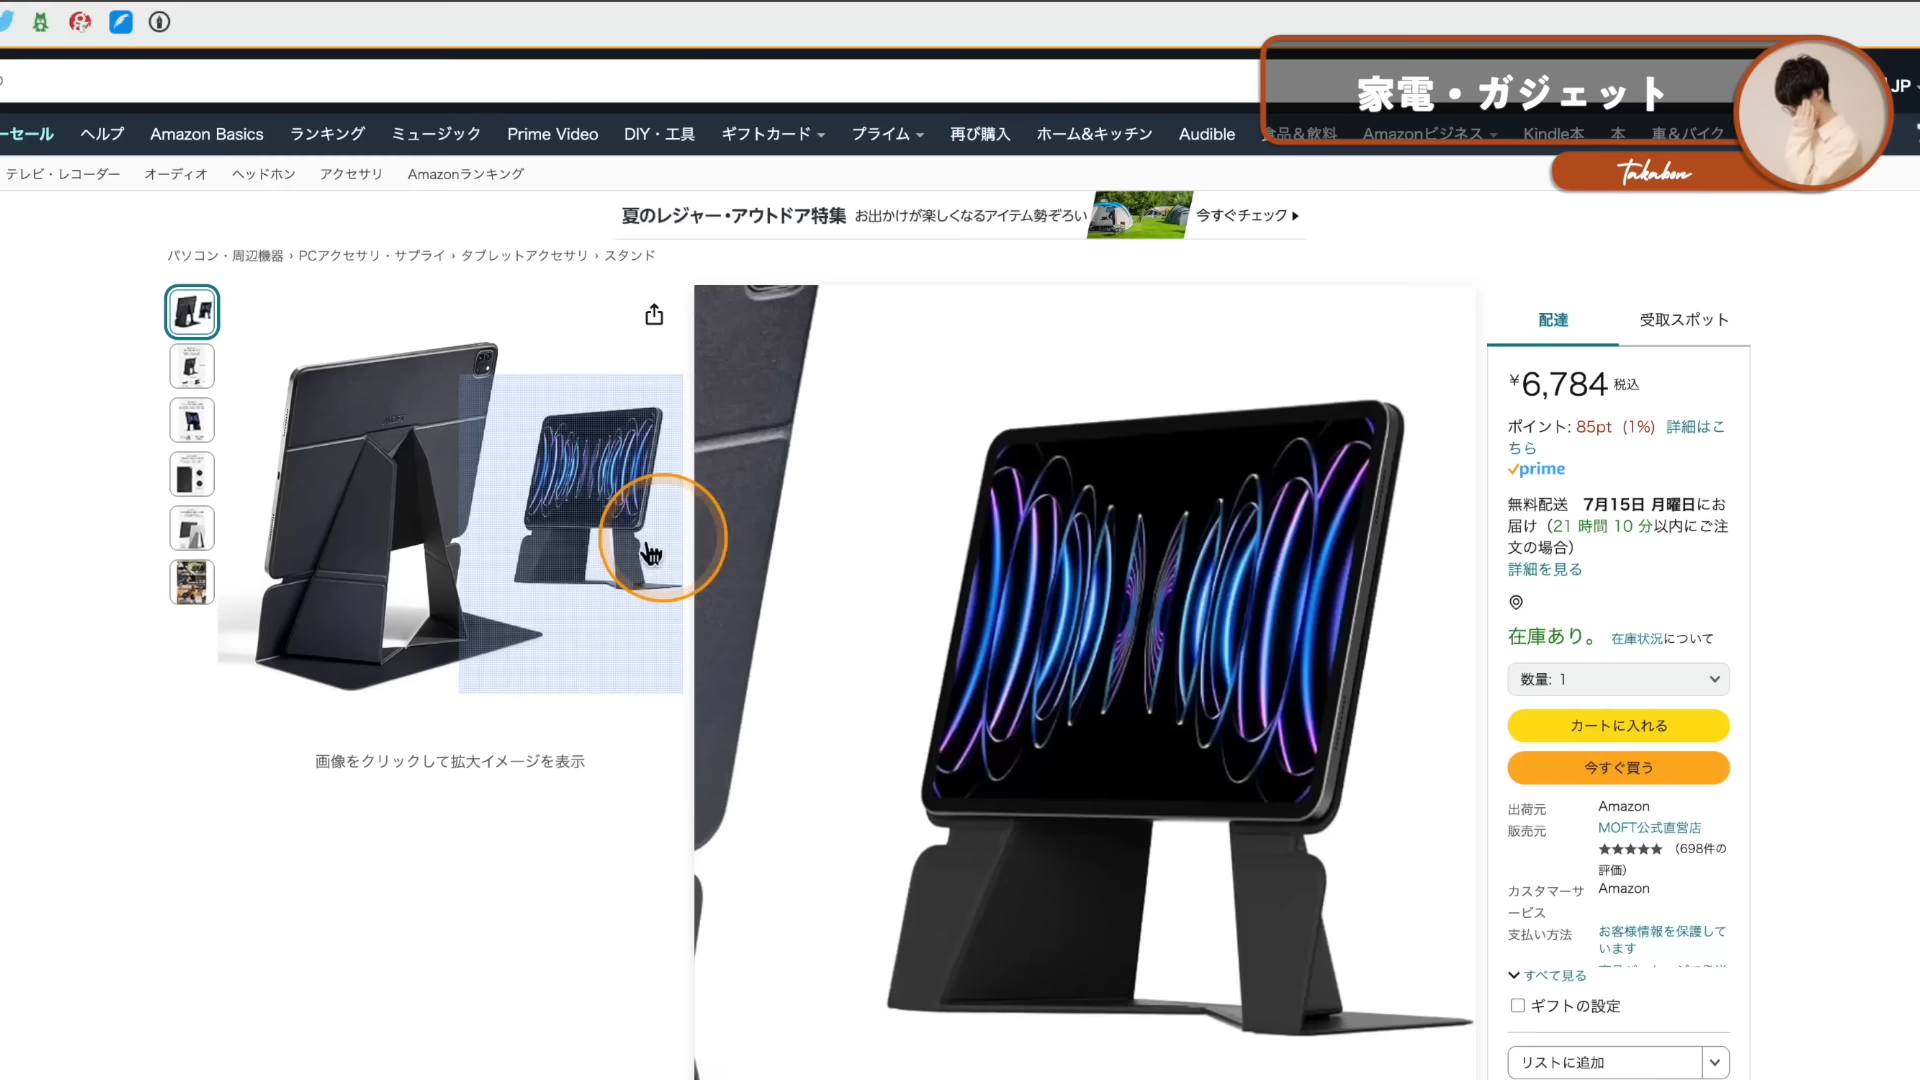 家電・ガジェット
JP
Takabon
ーセール ヘルプ Amazon Basics ランキング ミュージック Prime Video DIY・工具 ギフトカード プライム 再び購入 ホーム&キッチン Audible 食品&飲料 Amazonビジネス Kindle本 本 車&バイク
テレビ・レコーダー オーディオ ヘッドホン アクセサリ Amazonランキング
夏のレジャー・アウトドア特集 お出かけが楽しくなるアイテム勢ぞろい 今すぐチェック
パソコン・周辺機器 › PCアクセサリ・サプライ › タブレットアクセサリ › スタンド
MOFT
画像をクリックして拡大イメージを表示
配達 受取スポット
¥6,784 税込
ポイント: 85pt (1%) 詳細はこ
ちら
prime
無料配送 7月15日 月曜日にお
届け（21 時間 10 分以内にご注
文の場合）
詳細を見る
在庫あり。 在庫状況について
数量: 1
カートに入れる
今すぐ買う
出荷元 Amazon
販売元 MOFT公式直営店
★★★★★ （698件の
評価）
カスタマーサ Amazon
ービス
支払い方法 お客様情報を保護して
います
すべて見る
ギフトの設定
リストに追加